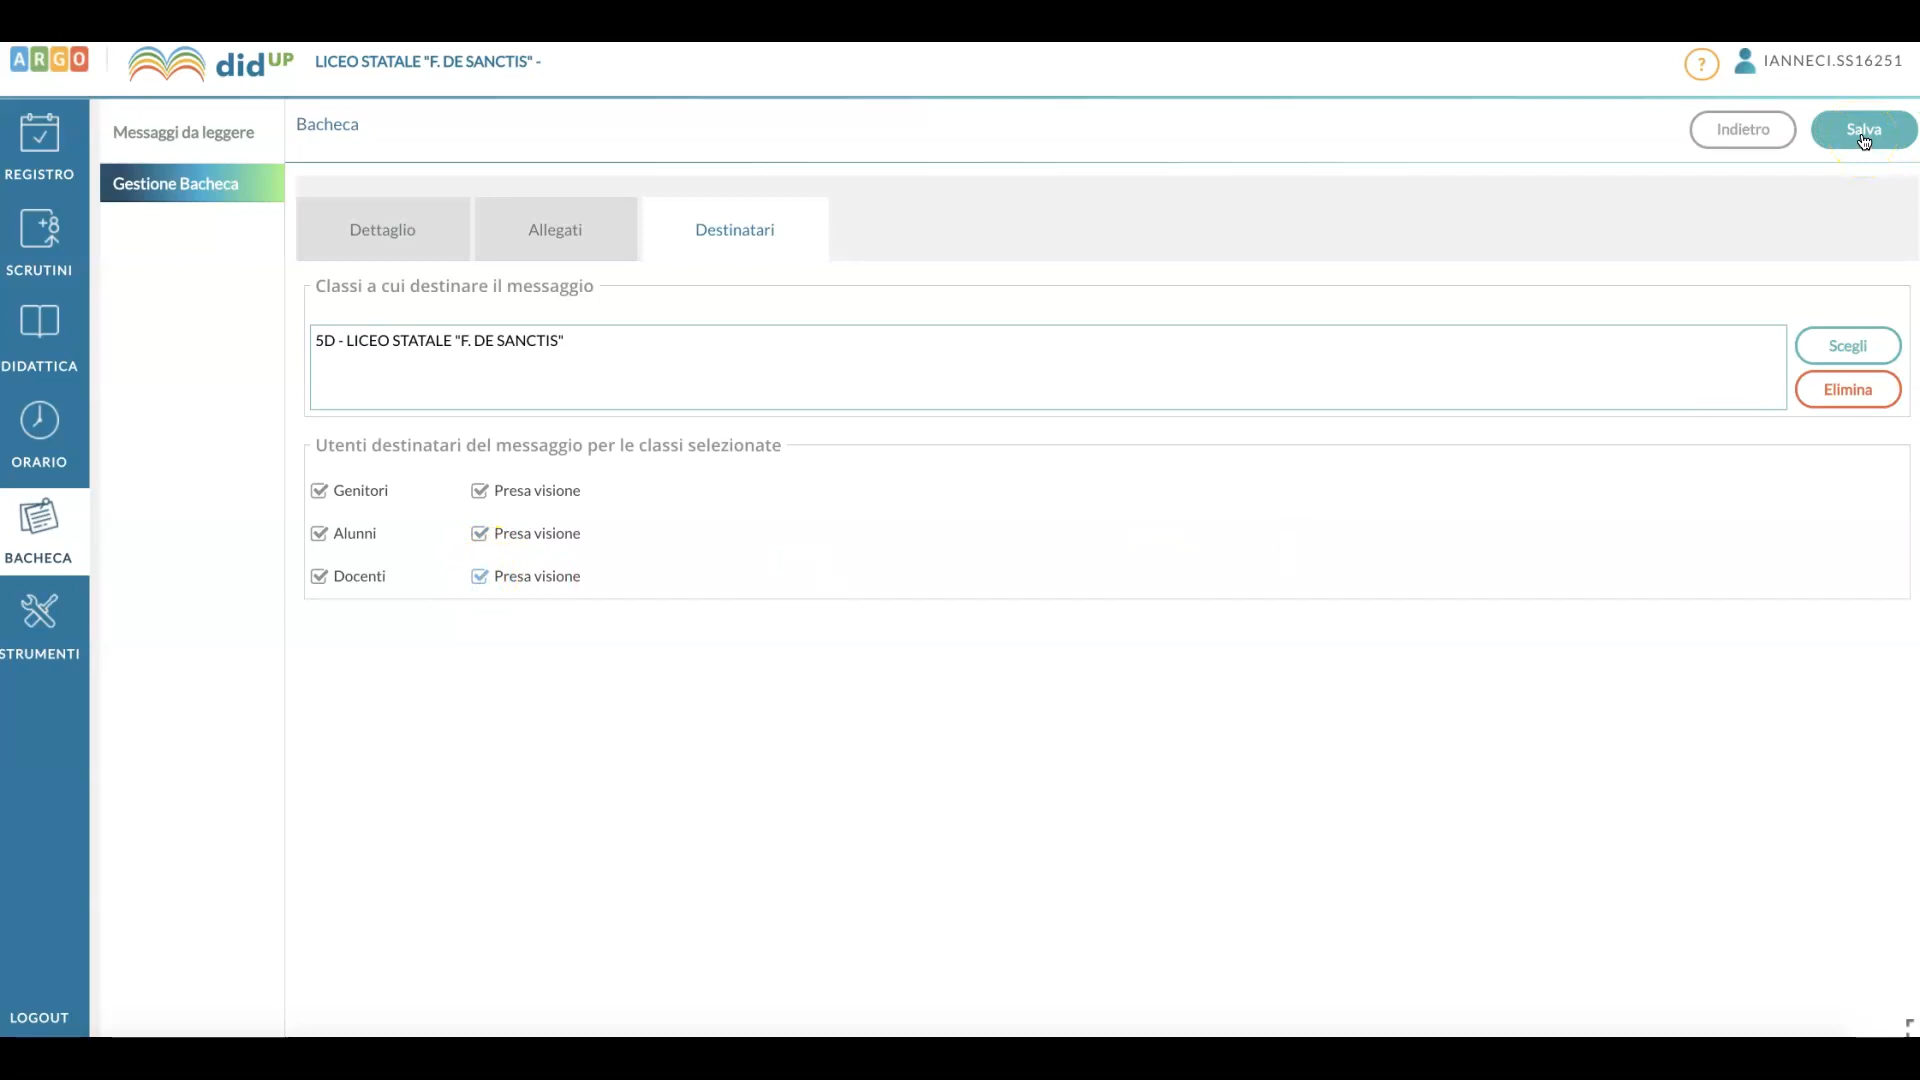 ARGO
didUP
LICEO STATALE "F. DE SANCTIS" -
?
IANNECI.SS16251
REGISTRO
+8
SCRUTINI
DIDATTICA
ORARIO
BACHECA
STRUMENTI
LOGOUT
Messaggi da leggere
Gestione Bacheca
Bacheca
Indietro
Salva
Dettaglio
Allegati
Destinatari
Classi a cui destinare il messaggio
5D - LICEO STATALE "F. DE SANCTIS"
Scegli
Elimina
Utenti destinatari del messaggio per le classi selezionate
Genitori
Presa visione
Alunni
Presa visione
Docenti
Presa visione